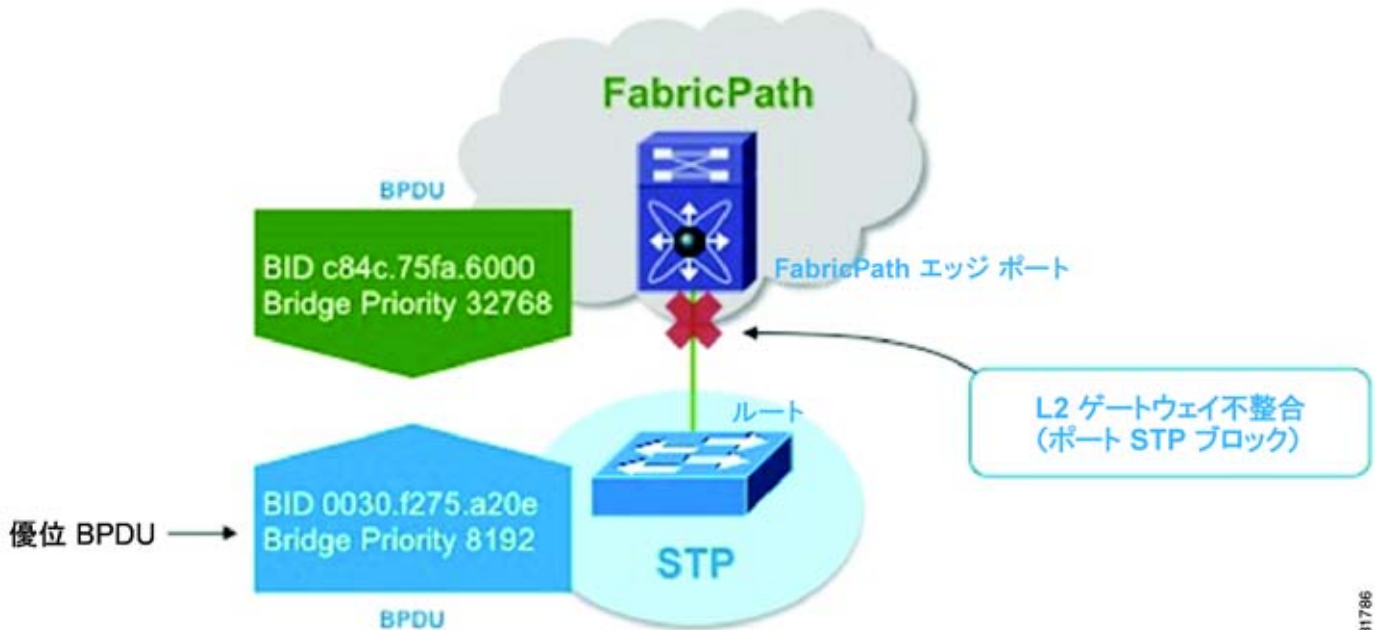 FabricPath
BPDU
BID c84c.75fa.6000
Bridge Priority 32768
FabricPath エッジ ポート
ルート
L2 ゲートウェイ不整合
（ポート STP ブロック）
優位 BPDU
BID 0030.f275.a20e
Bridge Priority 8192
STP
BPDU